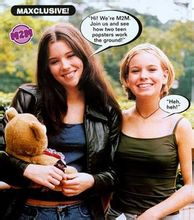 MAXCLUSIVE!
M2M
"Hi! We're M2M.
Join us and see
how two teen
popsters work
the ground!"
"Heh,
heh!"